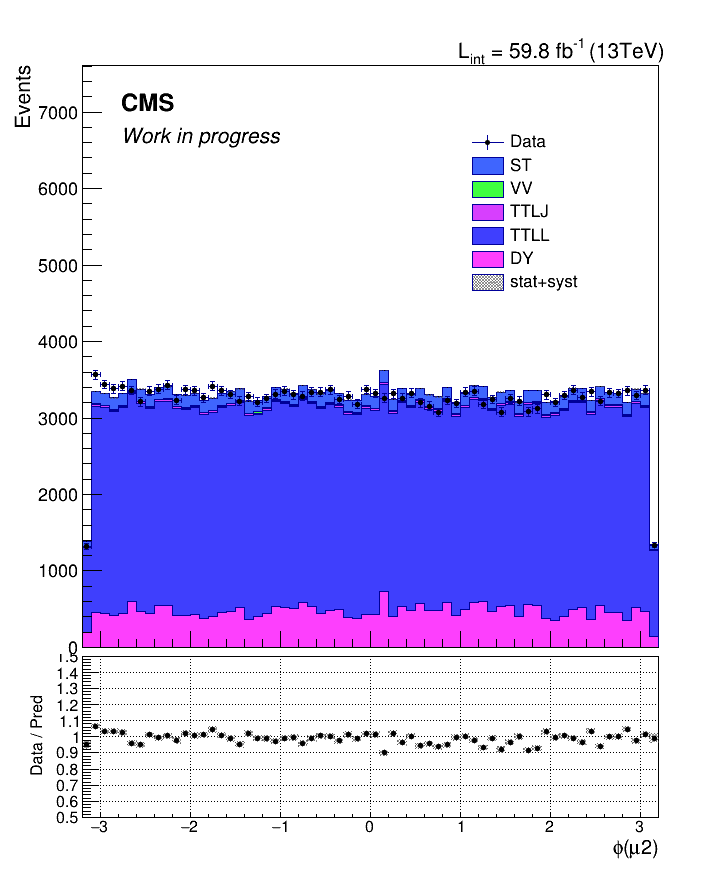 L_int = 59.8 fb^-1 (13TeV)
Events
CMS
Work in progress
7000
6000
5000
4000
3000
2000
1000
0
Data
ST
VV
TTLJ
TTLL
DY
stat+syst
Data / Pred
1.5
1.4
1.3
1.2
1.1
1
0.9
0.8
0.7
0.6
0.5
−3
−2
−1
0
1
2
3
ϕ(μ2)